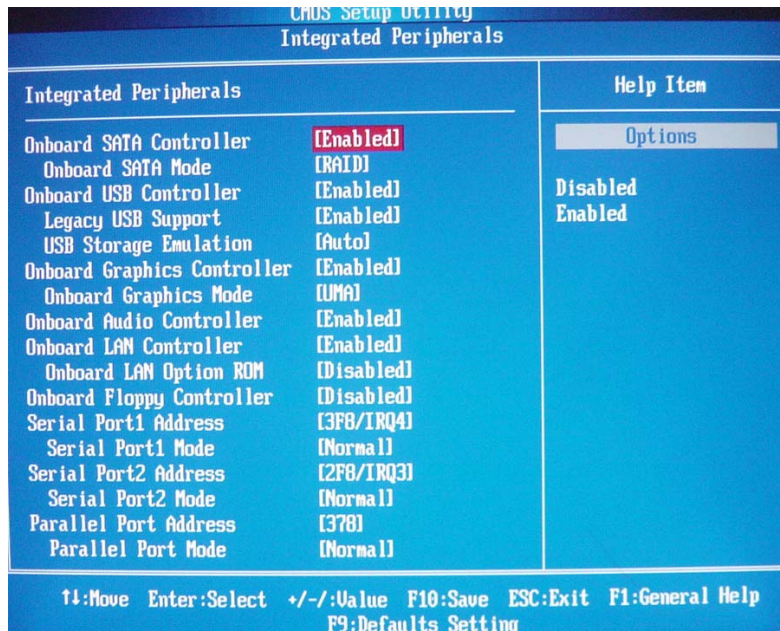 CMOS Setup Utility
Integrated Peripherals
Integrated Peripherals
Help Item
Onboard SATA Controller [Enabled]
Options
Onboard SATA Mode [RAID]
Onboard USB Controller [Enabled]
Disabled
Legacy USB Support [Enabled]
Enabled
USB Storage Emulation [Auto]
Onboard Graphics Controller [Enabled]
Onboard Graphics Mode [UMA]
Onboard Audio Controller [Enabled]
Onboard LAN Controller [Enabled]
Onboard LAN Option ROM [Disabled]
Onboard Floppy Controller [Disabled]
Serial Port1 Address [3F8/IRQ4]
Serial Port1 Mode [Normal]
Serial Port2 Address [2F8/IRQ3]
Serial Port2 Mode [Normal]
Parallel Port Address [378]
Parallel Port Mode [Normal]
↑↓:Move Enter:Select +/-/:Value F10:Save ESC:Exit F1:General Help
F9:Defaults Setting